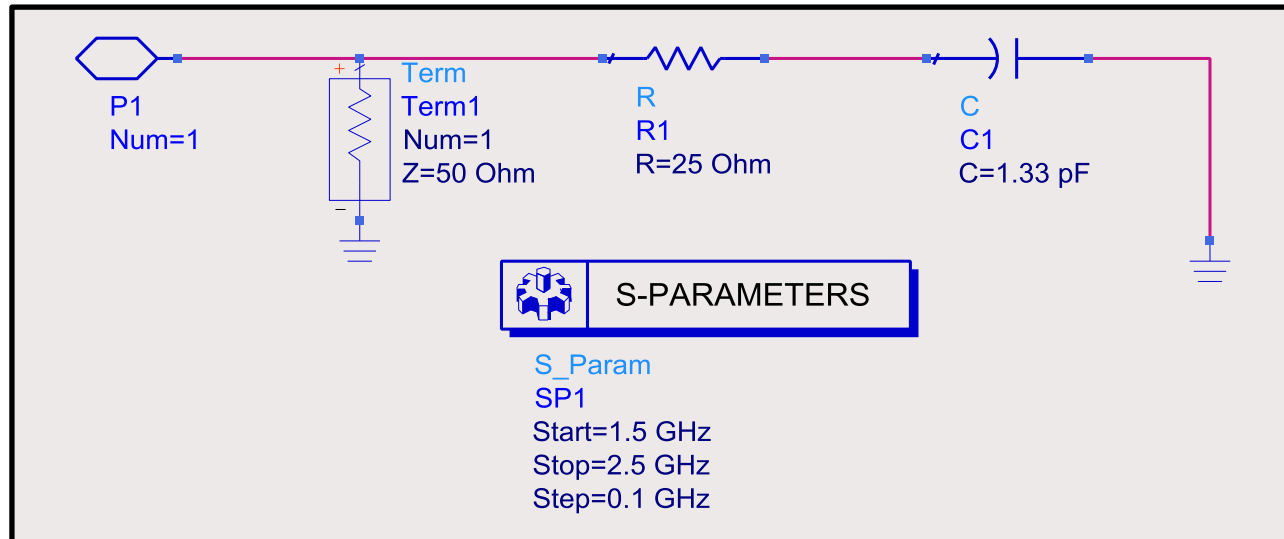 P1
Num=1
+
Term
Term1
Num=1
Z=50 Ohm
−
R
R1
R=25 Ohm
C
C1
C=1.33 pF
S-PARAMETERS
S_Param
SP1
Start=1.5 GHz
Stop=2.5 GHz
Step=0.1 GHz